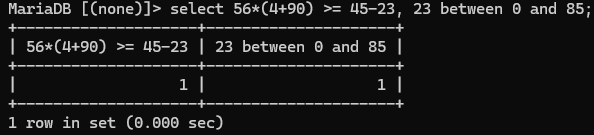 MariaDB [(none)]> select 56*(4+90) >= 45-23, 23 between 0 and 85;
+--------------------+---------------------+
| 56*(4+90) >= 45-23 | 23 between 0 and 85 |
+--------------------+---------------------+
|                  1 |                   1 |
+--------------------+---------------------+
1 row in set (0.000 sec)